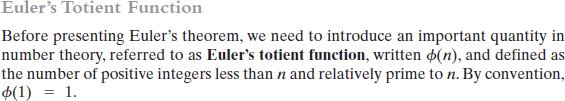 Euler's Totient Function
Before presenting Euler's theorem, we need to introduce an important quantity in
number theory, referred to as Euler's totient function, written ϕ(n), and defined as
the number of positive integers less than n and relatively prime to n. By convention,
ϕ(1) = 1.